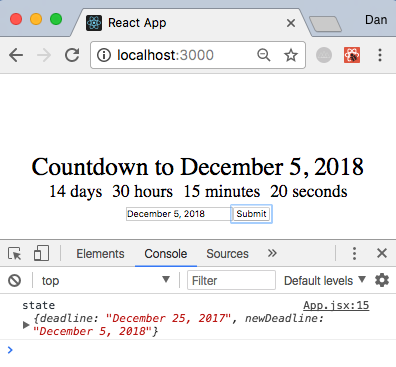 React App
Dan
localhost:3000
Countdown to December 5, 2018
14 days 30 hours 15 minutes 20 seconds
December 5, 2018 Submit
Elements Console Sources
top Filter Default levels
state App.jsx:15
{deadline: "December 25, 2017", newDeadline:
"December 5, 2018"}